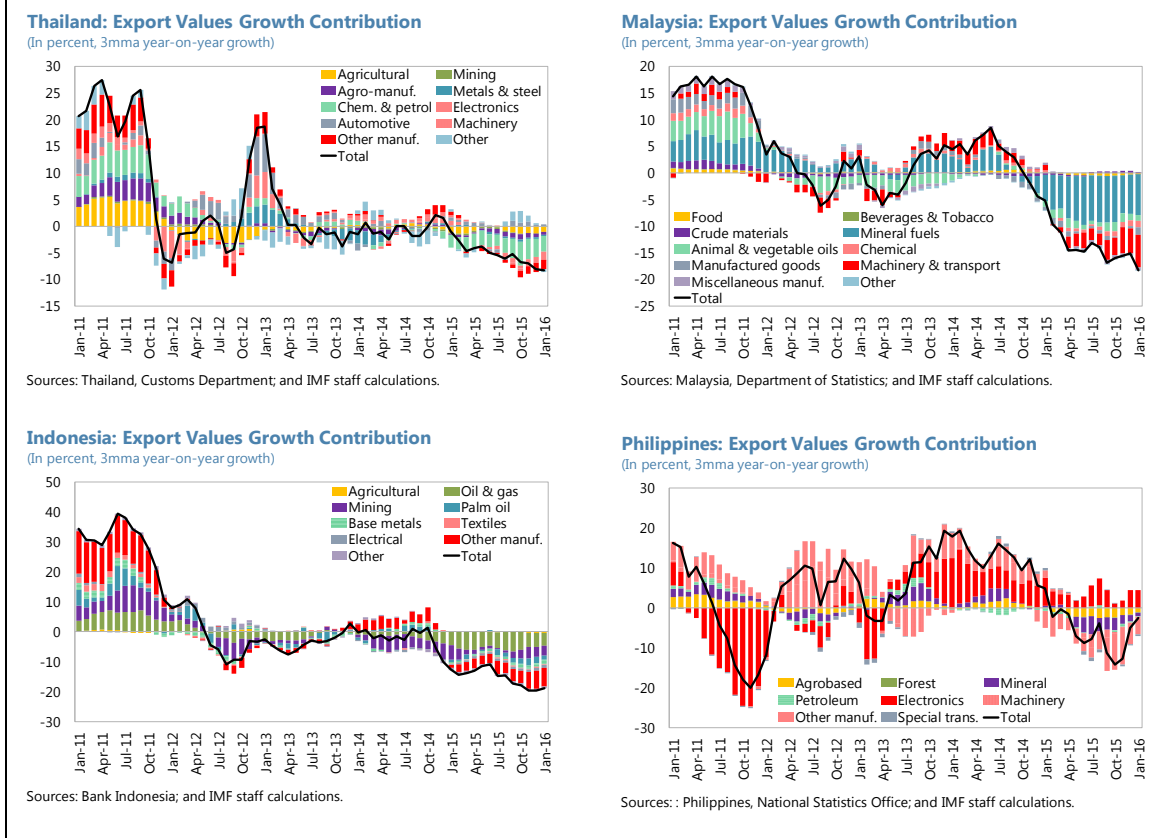 Thailand: Export Values Growth Contribution
(In percent, 3mma year-on-year growth)
30
25
20
15
10
5
0
-5
-10
-15
Agricultural Mining
Agro-manuf. Metals & steel
Chem. & petrol Electronics
Automotive Machinery
Other manuf. Other
Total
Jan-11 Apr-11 Jul-11 Oct-11 Jan-12 Apr-12 Jul-12 Oct-12 Jan-13 Apr-13 Jul-13 Oct-13 Jan-14 Apr-14 Jul-14 Oct-14 Jan-15 Apr-15 Jul-15 Oct-15 Jan-16
Sources: Thailand, Customs Department; and IMF staff calculations.
Malaysia: Export Values Growth Contribution
(In percent, 3mma year-on-year growth)
20
15
10
5
0
-5
-10
-15
-20
-25
Food Beverages & Tobacco
Crude materials Mineral fuels
Animal & vegetable oils Chemical
Manufactured goods Machinery & transport
Miscellaneous manuf. Other
Total
Jan-11 Apr-11 Jul-11 Oct-11 Jan-12 Apr-12 Jul-12 Oct-12 Jan-13 Apr-13 Jul-13 Oct-13 Jan-14 Apr-14 Jul-14 Oct-14 Jan-15 Apr-15 Jul-15 Oct-15 Jan-16
Sources: Malaysia, Department of Statistics; and IMF staff calculations.
Indonesia: Export Values Growth Contribution
(In percent, 3mma year-on-year growth)
50
40
30
20
10
0
-10
-20
-30
Agricultural Oil & gas
Mining Palm oil
Base metals Textiles
Electrical Other manuf.
Other Total
Jan-11 Apr-11 Jul-11 Oct-11 Jan-12 Apr-12 Jul-12 Oct-12 Jan-13 Apr-13 Jul-13 Oct-13 Jan-14 Apr-14 Jul-14 Oct-14 Jan-15 Apr-15 Jul-15 Oct-15 Jan-16
Sources: Bank Indonesia; and IMF staff calculations.
Philippines: Export Values Growth Contribution
(In percent, 3mma year-on-year growth)
30
20
10
0
-10
-20
-30
Agrobased Forest Mineral
Petroleum Electronics Machinery
Other manuf. Special trans. Total
Jan-11 Apr-11 Jul-11 Oct-11 Jan-12 Apr-12 Jul-12 Oct-12 Jan-13 Apr-13 Jul-13 Oct-13 Jan-14 Apr-14 Jul-14 Oct-14 Jan-15 Apr-15 Jul-15 Oct-15 Jan-16
Sources: : Philippines, National Statistics Office; and IMF staff calculations.